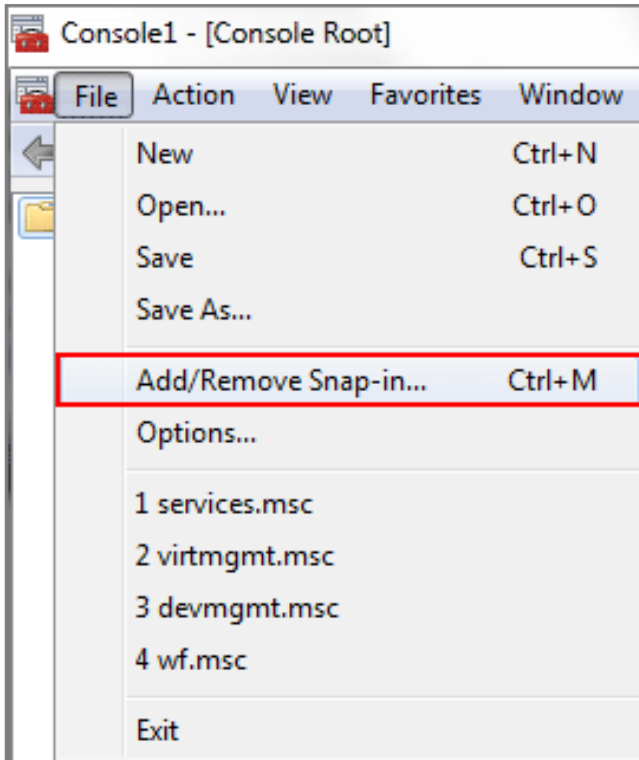 Console1 - [Console Root]
File Action View Favorites Window
New Ctrl+N
Open... Ctrl+O
Save Ctrl+S
Save As...
Add/Remove Snap-in... Ctrl+M
Options...
1 services.msc
2 virtmgmt.msc
3 devmgmt.msc
4 wf.msc
Exit